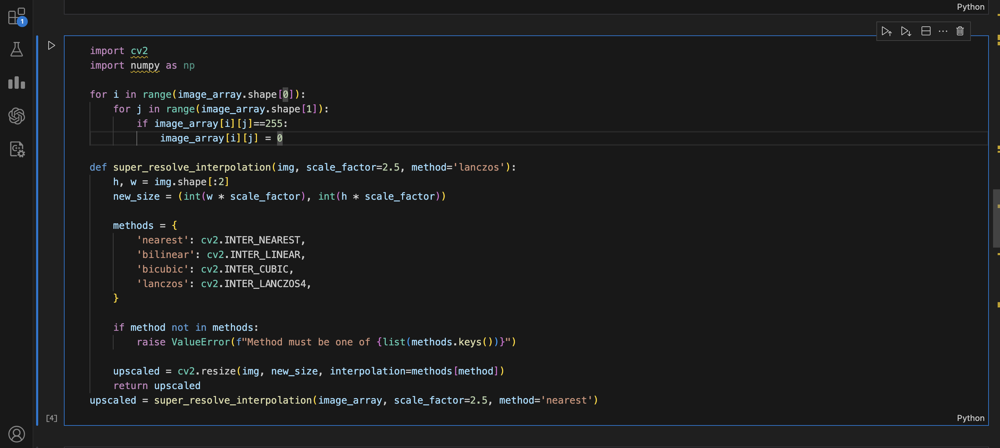 Python
1
import cv2
import numpy as np
for i in range(image_array.shape[0]):
    for j in range(image_array.shape[1]):
        if image_array[i][j]==255:
            image_array[i][j] = 0
def super_resolve_interpolation(img, scale_factor=2.5, method='lanczos'):
    h, w = img.shape[:2]
    new_size = (int(w * scale_factor), int(h * scale_factor))
    methods = {
        'nearest': cv2.INTER_NEAREST,
        'bilinear': cv2.INTER_LINEAR,
        'bicubic': cv2.INTER_CUBIC,
        'lanczos': cv2.INTER_LANCZOS4,
    }
    if method not in methods:
        raise ValueError(f"Method must be one of {list(methods.keys())}")
    upscaled = cv2.resize(img, new_size, interpolation=methods[method])
    return upscaled
upscaled = super_resolve_interpolation(image_array, scale_factor=2.5, method='nearest')
[4]
Python